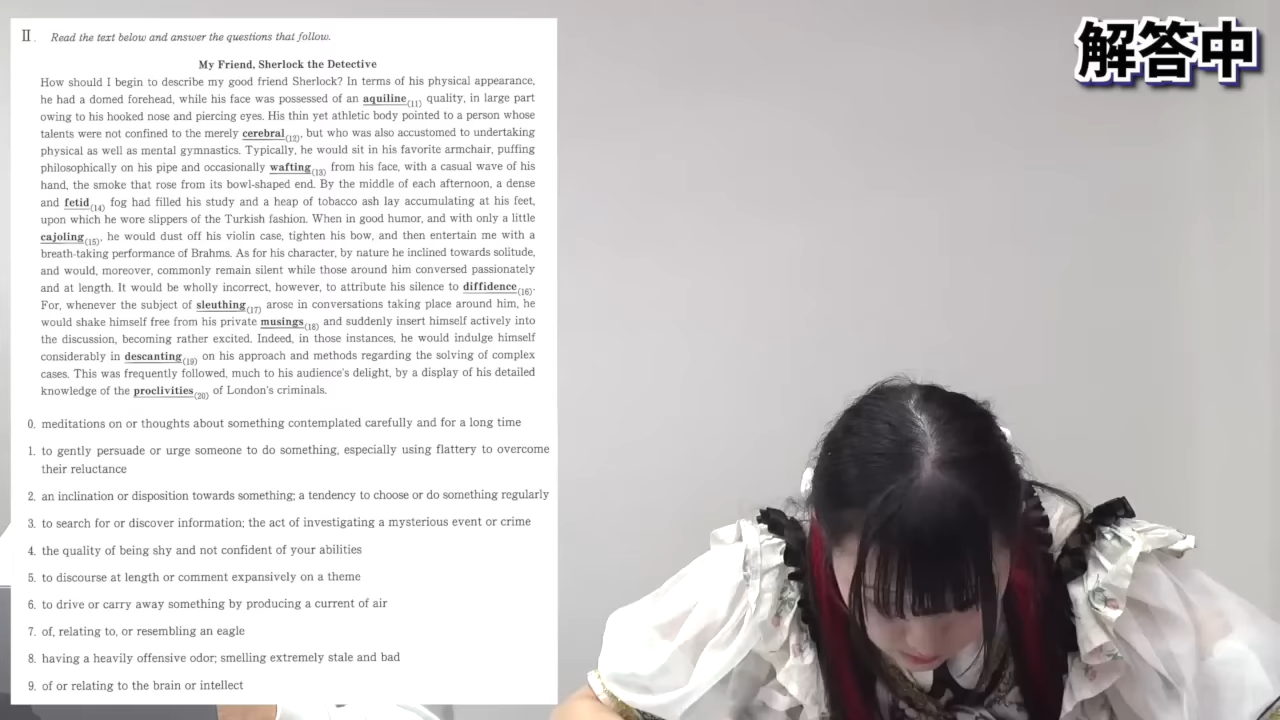 II. Read the text below and answer the questions that follow.
My Friend, Sherlock the Detective
How should I begin to describe my good friend Sherlock? In terms of his physical appearance,
he had a domed forehead, while his face was possessed of an aquiline(11) quality, in large part
owing to his hooked nose and piercing eyes. His thin yet athletic body pointed to a person whose
talents were not confined to the merely cerebral(12), but who was also accustomed to undertaking
physical as well as mental gymnastics. Typically, he would sit in his favorite armchair, puffing
philosophically on his pipe and occasionally wafting(13) from his face, with a casual wave of his
hand, the smoke that rose from its bowl-shaped end. By the middle of each afternoon, a dense
and fetid(14) fog had filled his study and a heap of tobacco ash lay accumulating at his feet,
upon which he wore slippers of the Turkish fashion. When in good humor, and with only a little
cajoling(15), he would dust off his violin case, tighten his bow, and then entertain me with a
breath-taking performance of Brahms. As for his character, by nature he inclined towards solitude,
and would, moreover, commonly remain silent while those around him conversed passionately
and at length. It would be wholly incorrect, however, to attribute his silence to diffidence(16).
For, whenever the subject of sleuthing(17) arose in conversations taking place around him, he
would shake himself free from his private musings(18) and suddenly insert himself actively into
the discussion, becoming rather excited. Indeed, in those instances, he would indulge himself
considerably in descanting(19) on his approach and methods regarding the solving of complex
cases. This was frequently followed, much to his audience's delight, by a display of his detailed
knowledge of the proclivities(20) of London's criminals.
0. meditations on or thoughts about something contemplated carefully and for a long time
1. to gently persuade or urge someone to do something, especially using flattery to overcome
their reluctance
2. an inclination or disposition towards something; a tendency to choose or do something regularly
3. to search for or discover information; the act of investigating a mysterious event or crime
4. the quality of being shy and not confident of your abilities
5. to discourse at length or comment expansively on a theme
6. to drive or carry away something by producing a current of air
7. of, relating to, or resembling an eagle
8. having a heavily offensive odor; smelling extremely stale and bad
9. of or relating to the brain or intellect
解答中